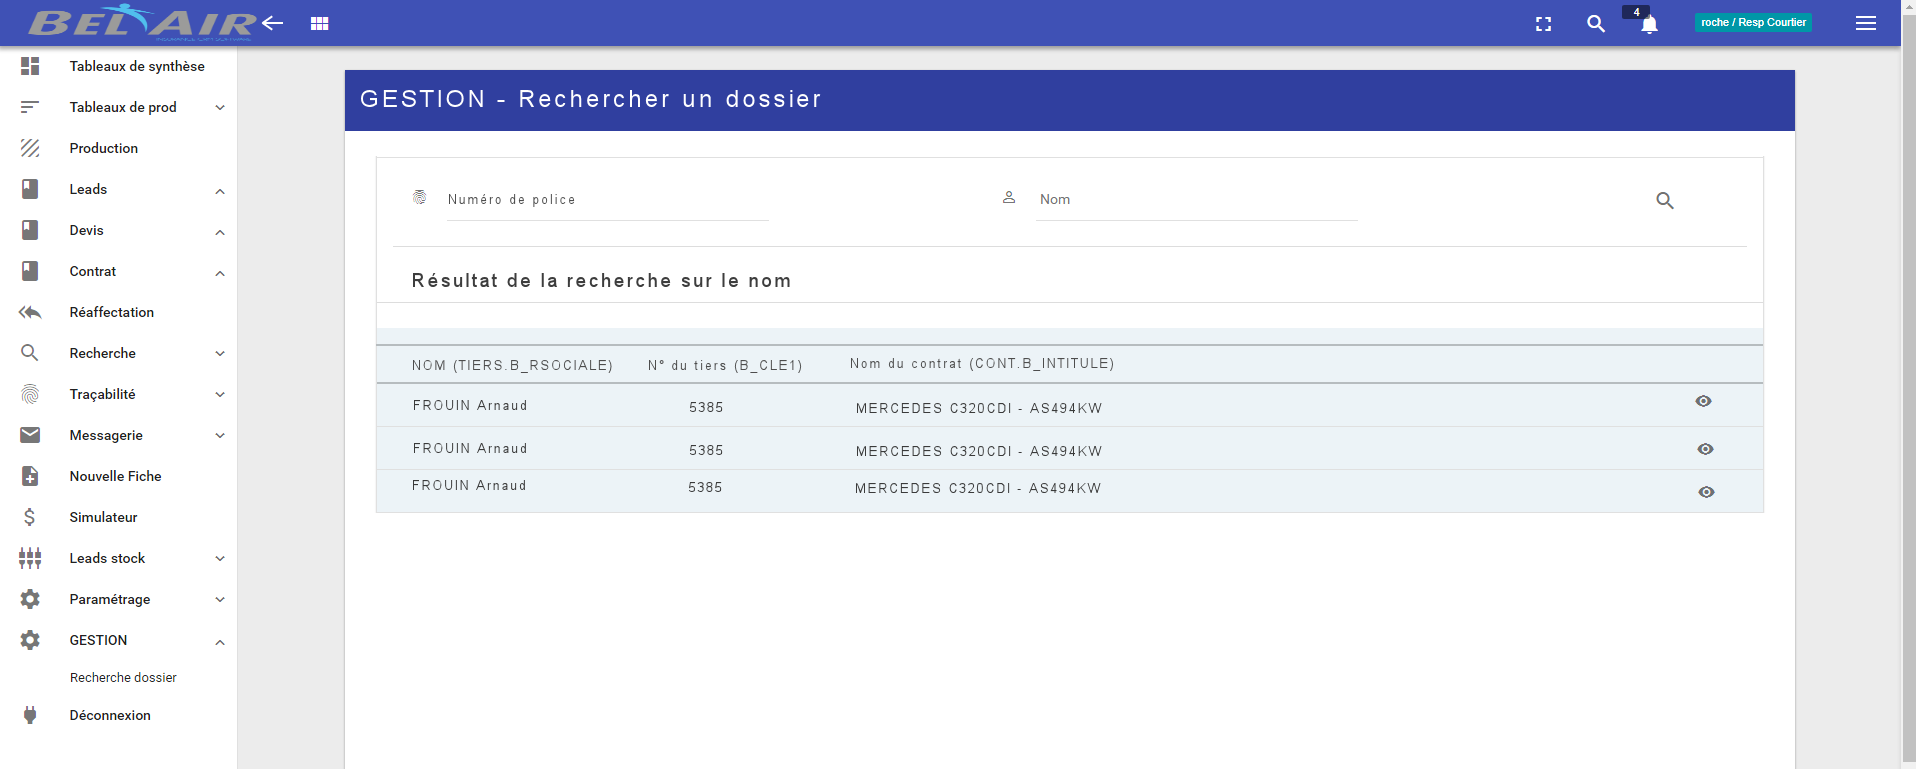 BEL AIR
4
roche / Resp Courtier
Tableaux de synthèse
Tableaux de prod
Production
Leads
Devis
Contrat
Réaffectation
Recherche
Traçabilité
Messagerie
Nouvelle Fiche
Simulateur
Leads stock
Paramétrage
GESTION
Recherche dossier
Déconnexion
GESTION - Rechercher un dossier
Numéro de police
Nom
Résultat de la recherche sur le nom
NOM (TIERS.B_RSOCIALE) N° du tiers (B_CLE1) Nom du contrat (CONT.B_INTITULE)
FROUIN Arnaud 5385 MERCEDES C320CDI - AS494KW
FROUIN Arnaud 5385 MERCEDES C320CDI - AS494KW
FROUIN Arnaud 5385 MERCEDES C320CDI - AS494KW